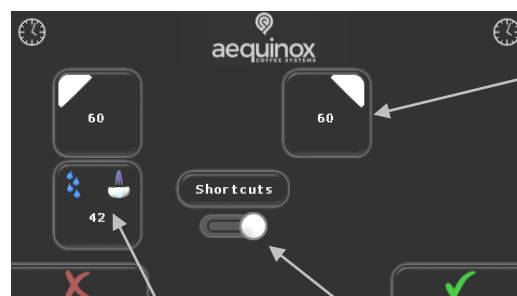 aequinox
COFFEE SYSTEMS
60
60
42
Shortcuts